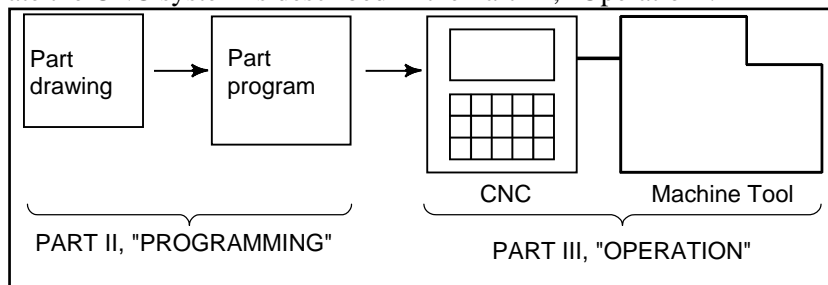 Part
drawing
Part
program
CNC
Machine Tool
PART II, "PROGRAMMING"
PART III, "OPERATION"